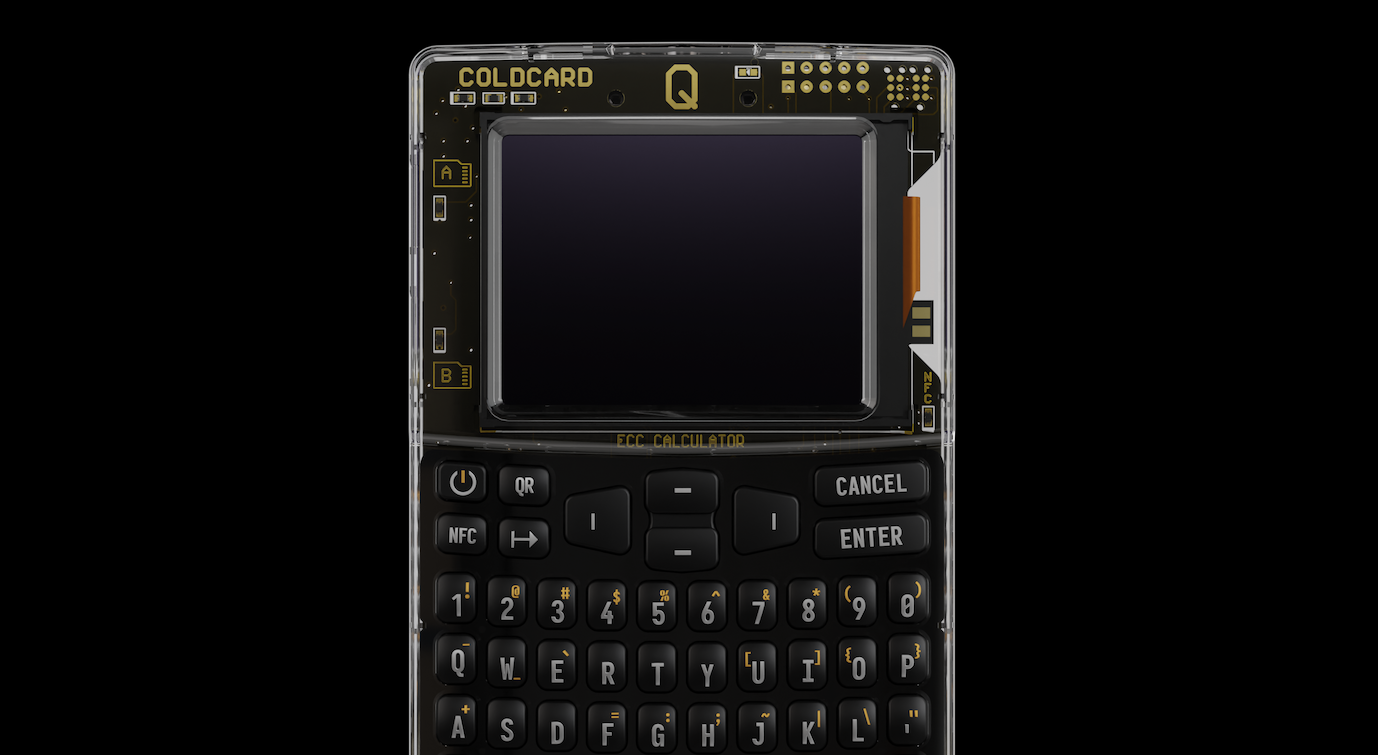 COLDCARD Q
A
B
NFC
ECC CALCULATOR
QR CANCEL
NFC ENTER
1 ! 2 @ 3 # 4 $ 5 % 6 ^ 7 & 8 * 9 ( 0 )
Q W _ E ` R T Y U [ I ] O { P }
A + S D F = G : H ; J ~ K | L \ ' "